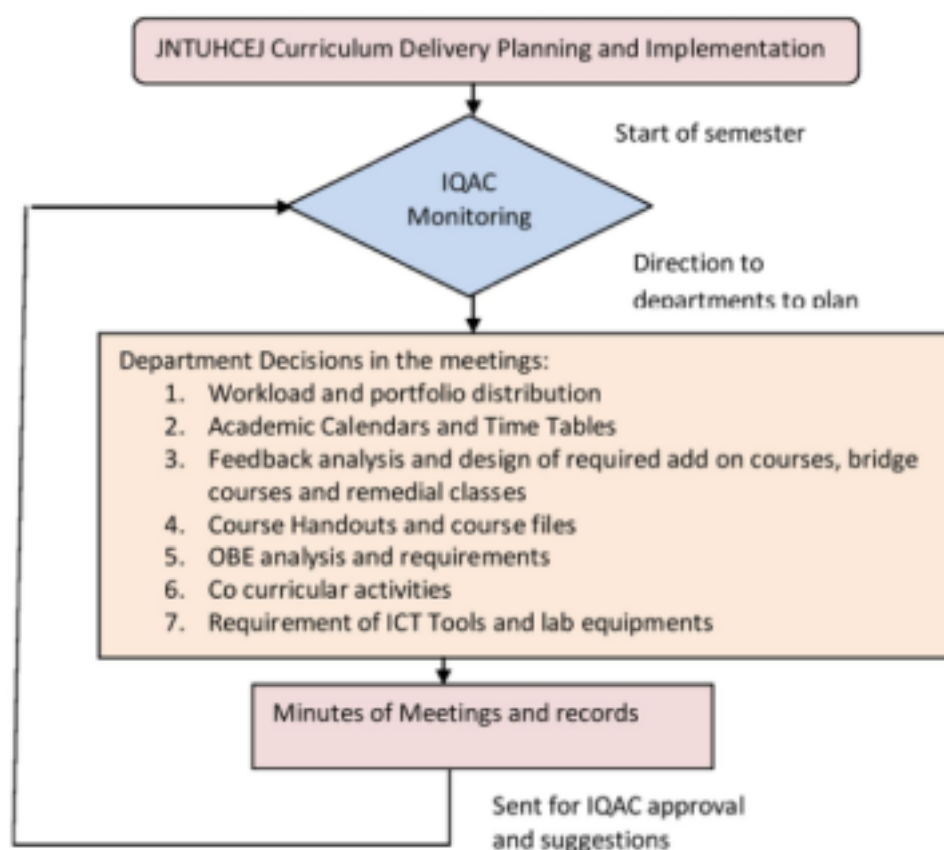 JNTUHCEJ Curriculum Delivery Planning and Implementation
Start of semester
IQAC
Monitoring
Direction to
departments to plan
Department Decisions in the meetings:
1. Workload and portfolio distribution
2. Academic Calendars and Time Tables
3. Feedback analysis and design of required add on courses, bridge
courses and remedial classes
4. Course Handouts and course files
5. OBE analysis and requirements
6. Co curricular activities
7. Requirement of ICT Tools and lab equipments
Minutes of Meetings and records
Sent for IQAC approval
and suggestions